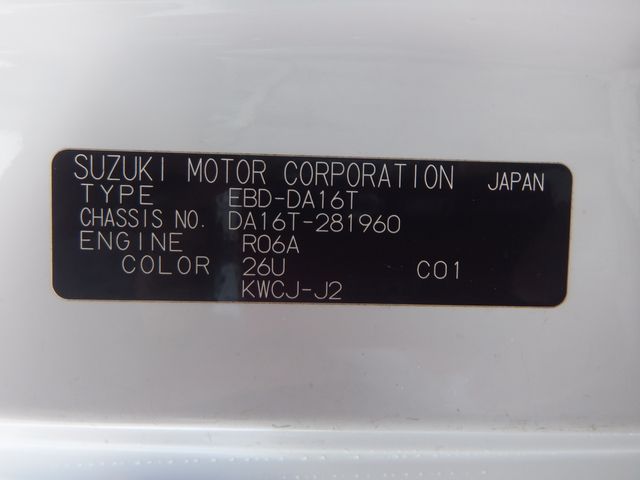 SUZUKI MOTOR CORPORATION JAPAN
TYPE EBD-DA16T
CHASSIS NO. DA16T-281960
ENGINE R06A
COLOR 26U C01
KWCJ-J2